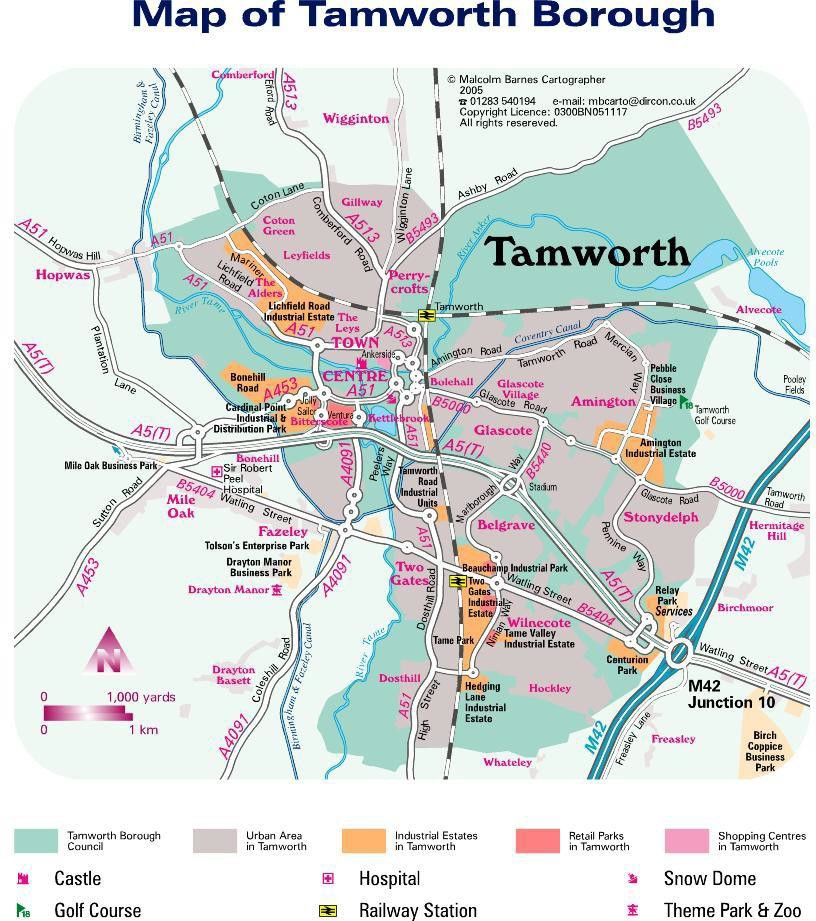 Map of Tamworth Borough
© Malcolm Barnes Cartographer
2005
☎ 01283 540194 e-mail: mbcarto@dircon.co.uk
Copyright Licence: 0300BN051117
All rights resereved.
Comberford
A513
Elford Road
Birmingham &
Fazeley Canal
Wigginton
B5493
Ashby Road
Wigginton Lane
Coton Lane
Gillway
Comberford Road
A513
B5493
Coton
Green
River Anker
Tamworth
A51
Hopwas Hill
A51
Hopwas
Mariner
Lichfield
Road
Leyfields
The
Alders
Perry-
crofts
Alvecote
Pools
A51
River Tame
Lichfield Road
Industrial Estate
The
Leys
Tamworth
Alvecote
A51
TOWN
A513
Ankerside
Coventry Canal
Amington Road
Tamworth Road
Mercian
Way
Plantation
Lane
A5(T)
Bonehill
Road
CENTRE
A453
A51
Bolehall
Glascote
Village
Pebble
Close
Business
Village
Pooley
Fields
Jolly
Sailor
Cardinal Point
Industrial &
Distribution Park
Bitterscote
Venture
Kettlebrook
B5000
Glascote Road
Amington
18
Tamworth
Golf Course
A5(T)
A51
Glascote
A5(T)
Amington
Industrial Estate
Mile Oak Business Park
Bonehill
Sir Robert
Peel
Hospital
A4091
Peelers
Way
Tamworth
Road
Industrial
Units
Way
B5440
Stadium
Marlborough
Glascote Road
B5000
Tamworth
Road
Sutton Road
B5404
Mile
Oak
Watling Street
Belgrave
Stonydelph
Hermitage
Hill
Fazeley
Tolson's Enterprise Park
A51
Pennine Way
M42
Drayton Manor
Business Park
Two
Gates
Beauchamp Industrial Park
Two
Gates
Industrial
Estate
Watling Street
B5404
A5(T)
A453
Drayton Manor
A4091
Dosthill Road
Relay
Park
Services
Birchmoor
River Tame
Ninian Way
Wilnecote
Tame Valley
Industrial Estate
Tame Park
Centurion
Park
Watling Street
A5(T)
N
Drayton
Basett
Coleshill Road
Birmingham & Fazeley Canal
Dosthill
Hockley
M42
Junction 10
0 1,000 yards
0 1 km
A51
High Street
Hedging
Lane
Industrial
Estate
A4091
M42
Freasley Lane
Freasley
Birch
Coppice
Business
Park
Whateley
Tamworth Borough
Council
Urban Area
in Tamworth
Industrial Estates
in Tamworth
Retail Parks
in Tamworth
Shopping Centres
in Tamworth
Castle
Hospital
Snow Dome
18
Golf Course
Railway Station
Theme Park & Zoo